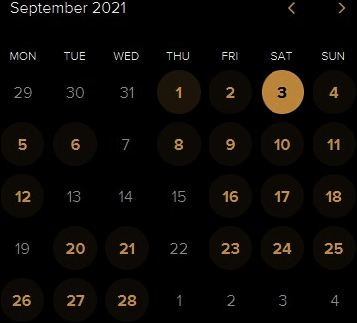 September 2021 < >
MON TUE WED THU FRI SAT SUN
29 30 31 1 2 3 4
5 6 7 8 9 10 11
12 13 14 15 16 17 18
19 20 21 22 23 24 25
26 27 28 1 2 3 4